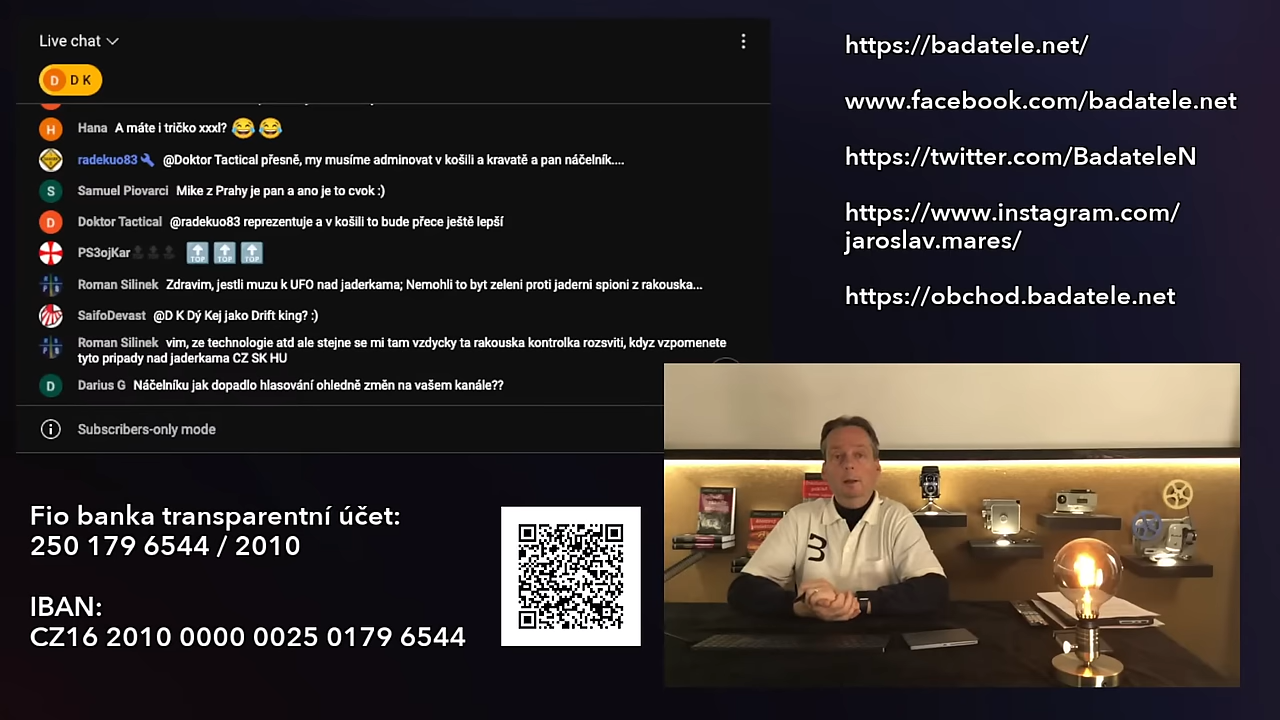 Live chat
D D K
H Hana A máte i tričko xxxl?
radekuo83 @Doktor Tactical přesně, my musíme adminovat v košili a kravatě a pan náčelník....
S Samuel Piovarci Mike z Prahy je pan a ano je to cvok :)
D Doktor Tactical @radekuo83 reprezentuje a v košili to bude přece ještě lepší
PS3ojKar TOP TOP TOP
Roman Silinek Zdravim, jestli muzu k UFO nad jaderkama; Nemohli to byt zeleni proti jaderni spioni z rakouska...
SaifoDevast @D K Dý Kej jako Drift king? :)
Roman Silinek vim, ze technologie atd ale stejne se mi tam vzdycky ta rakouska kontrolka rozsviti, kdyz vzpomenete
tyto pripady nad jaderkama CZ SK HU
D Darius G Náčelníku jak dopadlo hlasování ohledně změn na vašem kanále??
Subscribers-only mode
https://badatele.net/
www.facebook.com/badatele.net
https://twitter.com/BadateleN
https://www.instagram.com/
jaroslav.mares/
https://obchod.badatele.net
Fio banka transparentní účet:
250 179 6544 / 2010
IBAN:
CZ16 2010 0000 0025 0179 6544
B